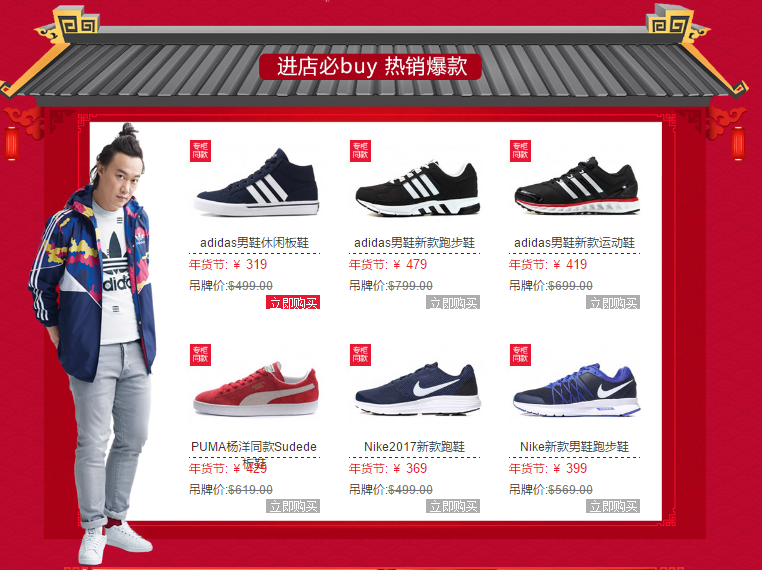 进店必buy 热销爆款
专柜
同款
专柜
同款
专柜
同款
adidas男鞋休闲板鞋
adidas男鞋新款跑步鞋
adidas男鞋新款运动鞋
年货节: ¥ 319
年货节: ¥ 479
年货节: ¥ 419
吊牌价:$499.00
吊牌价:$799.00
吊牌价:$699.00
立即购买
立即购买
立即购买
专柜
同款
专柜
同款
专柜
同款
PUMA杨洋同款Sudede
板鞋
Nike2017新款跑鞋
Nike新款男鞋跑步鞋
年货节: ¥ 429
年货节: ¥ 369
年货节: ¥ 399
吊牌价:$619.00
吊牌价:$499.00
吊牌价:$569.00
立即购买
立即购买
立即购买
adidas